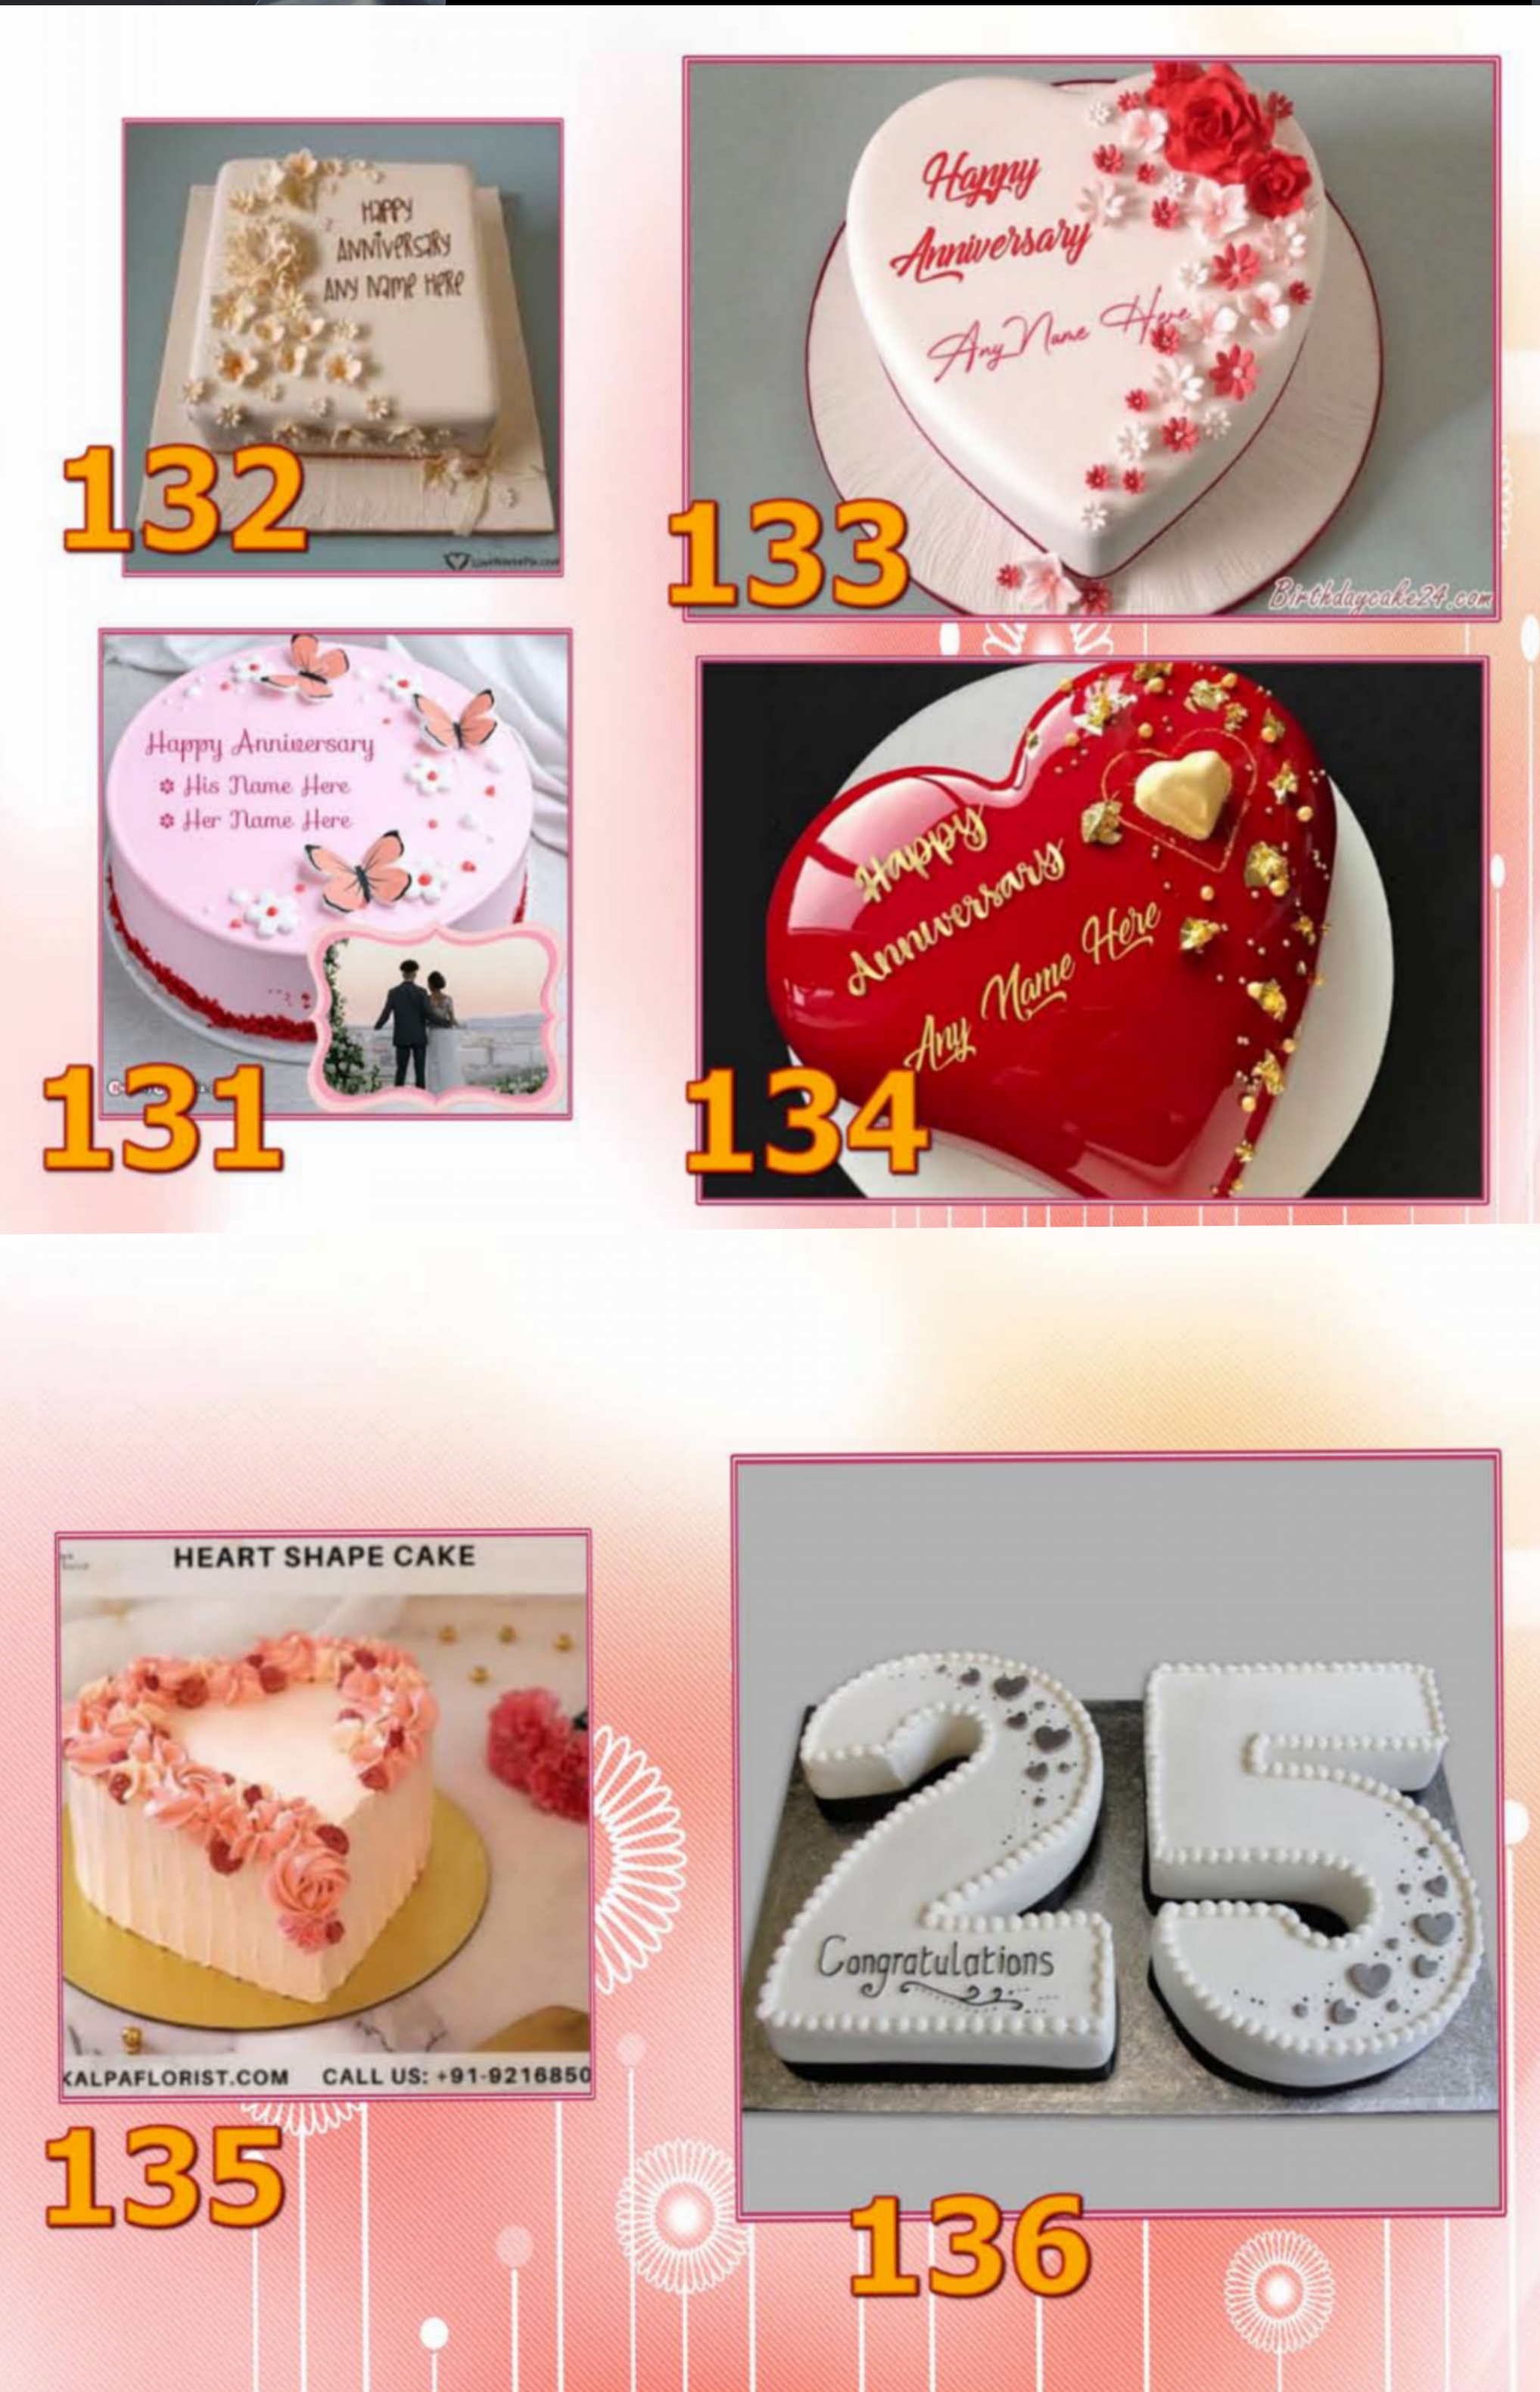 HAPPY
ANNIVERSARY
ANY NAME HERE
132
Happy
Anniversary
Any Name Here
133
Birthdaycake24.com
Happy Anniversary
His Name Here
Her Name Here
131
Happy
Anniversary
Any Name Here
134
HEART SHAPE CAKE
KALPAFLORIST.COM CALL US: +91-9216850
135
Congratulations
25
136